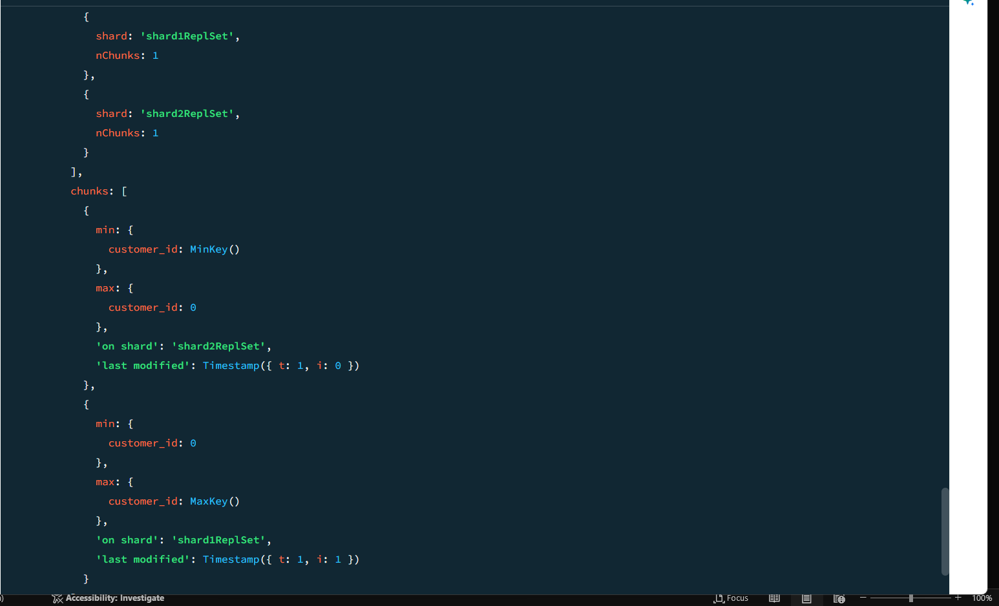 {
shard: 'shard1ReplSet',
nChunks: 1
},
{
shard: 'shard2ReplSet',
nChunks: 1
}
],
chunks: [
{
min: {
customer_id: MinKey()
},
max: {
customer_id: 0
},
'on shard': 'shard2ReplSet',
'last modified': Timestamp({ t: 1, i: 0 })
},
{
min: {
customer_id: 0
},
max: {
customer_id: MaxKey()
},
'on shard': 'shard1ReplSet',
'last modified': Timestamp({ t: 1, i: 1 })
}
) Accessibility: Investigate Focus 100%